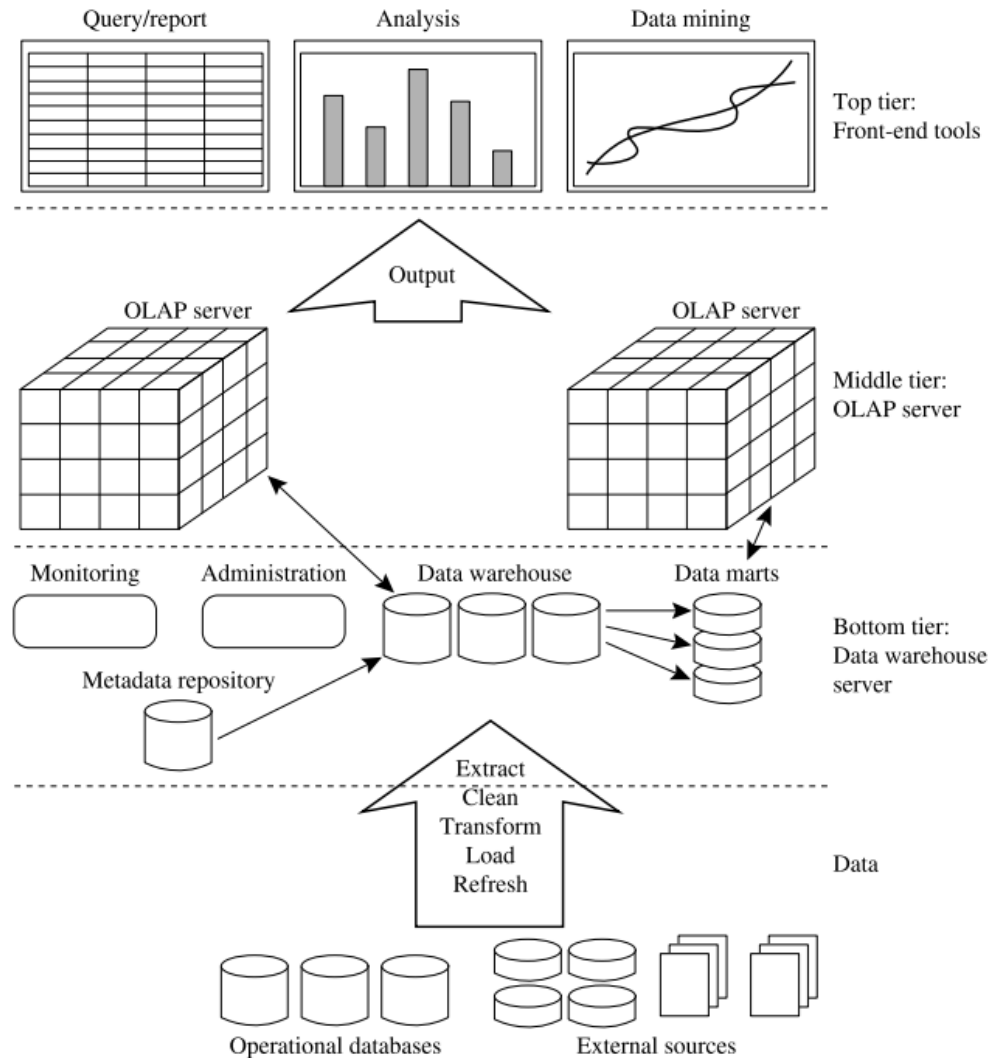 Query/report
Analysis
Data mining
Top tier:
Front-end tools
Output
OLAP server
OLAP server
Middle tier:
OLAP server
Monitoring
Administration
Data warehouse
Data marts
Bottom tier:
Data warehouse
server
Metadata repository
Extract
Clean
Transform
Load
Refresh
Data
Operational databases
External sources